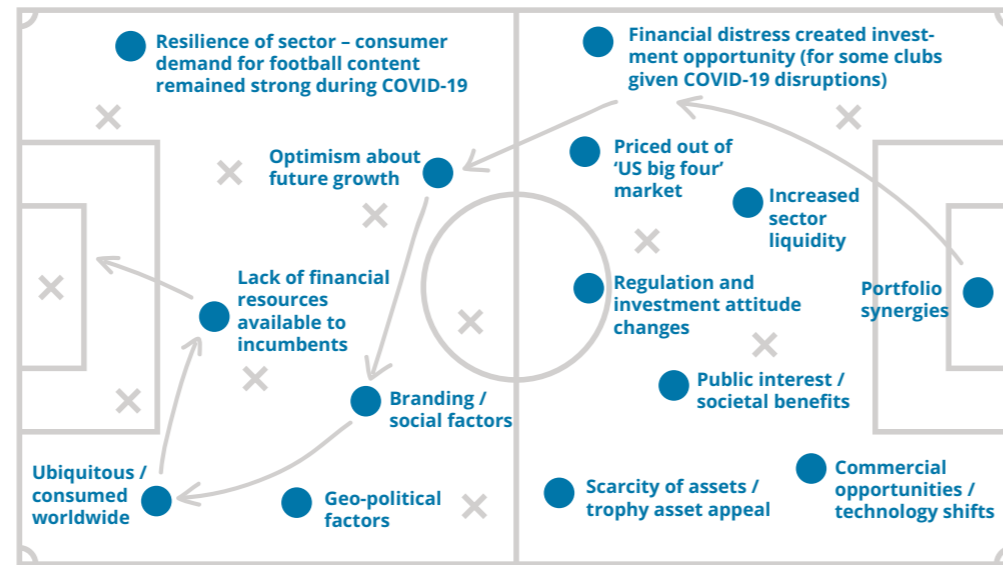 Resilience of sector – consumer
demand for football content
remained strong during COVID-19
Financial distress created invest-
ment opportunity (for some clubs
given COVID-19 disruptions)
Optimism about
future growth
Priced out of
‘US big four’
market
Increased
sector
liquidity
Lack of financial
resources
available to
incumbents
Regulation and
investment attitude
changes
Portfolio
synergies
Branding /
social factors
Public interest /
societal benefits
Ubiquitous /
consumed
worldwide
Geo-political
factors
Scarcity of assets /
trophy asset appeal
Commercial
opportunities /
technology shifts